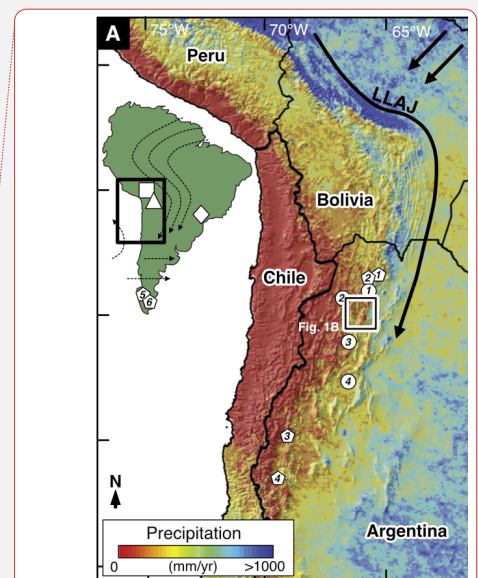 A
75°W
70°W
65°W
Peru
LLAJ
Bolivia
Chile
2
1
1
2
Fig. 1B
5
6
3
4
3
4
N
Argentina
Precipitation
0
(mm/yr)
>1000